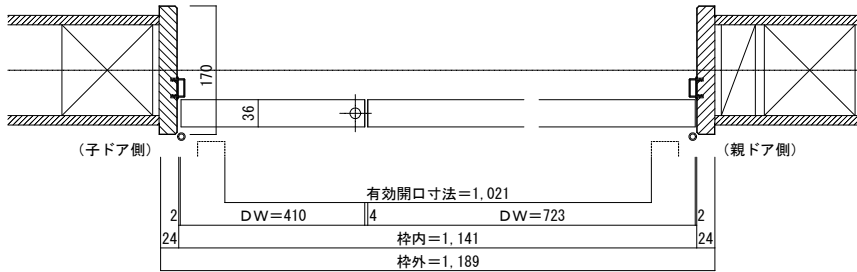 170
36
（子ドア側）
（親ドア側）
有効開口寸法＝1,021
2
ＤＷ＝410
4
ＤＷ＝723
2
24
枠内＝1,141
24
枠外＝1,189